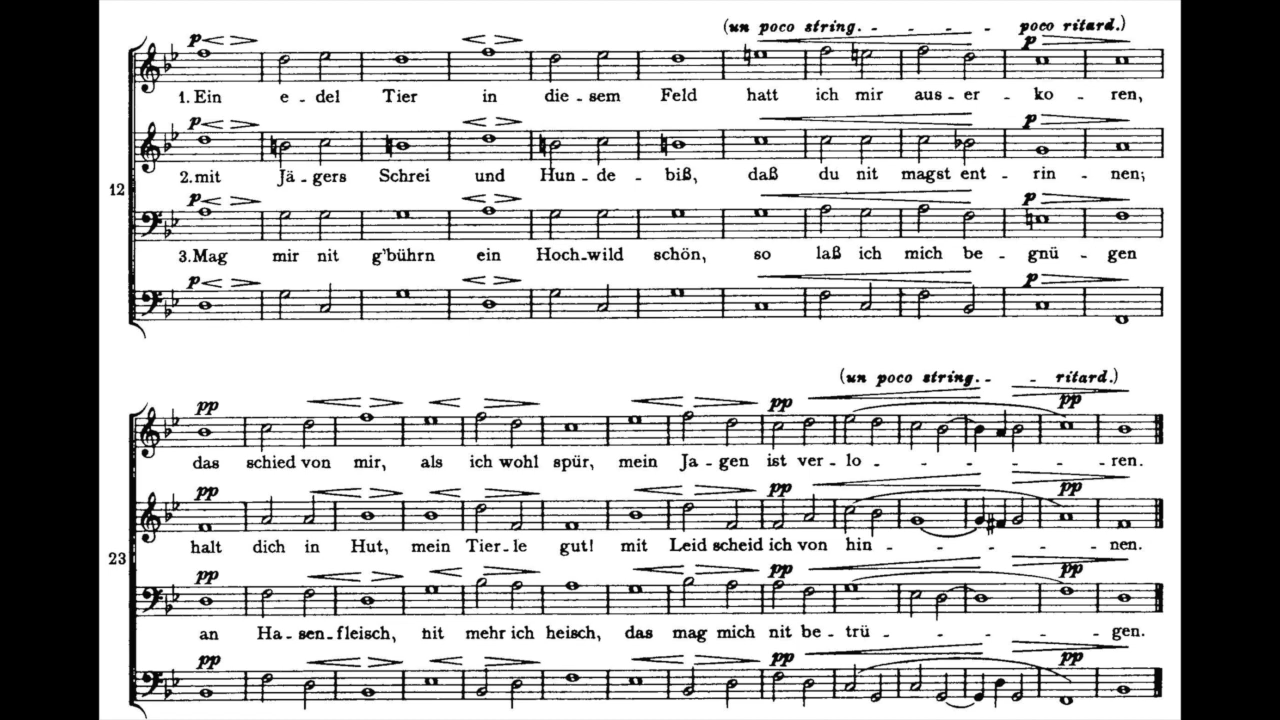 (un poco string. - - - - - poco ritard.)
p p
1. Ein e - del Tier in die - sem Feld hatt ich mir aus - er - ko - ren,
p p
2. mit Jä - gers Schrei und Hun - de - biß, daß du nit magst ent - rin - nen;
12
p p
3. Mag mir nit g'bührn ein Hoch - wild schön, so laß ich mich be - gnü - gen
p p
(un poco string. - - ritard.)
pp pp pp
das schied von mir, als ich wohl spür, mein Ja - gen ist ver - lo - - - - - - ren.
pp pp pp
halt dich in Hut, mein Tier - le gut! mit Leid scheid ich von hin - - - - - - nen.
23
pp pp pp
an Ha - sen - fleisch, nit mehr ich heisch, das mag mich nit be - trü - - - - - gen.
pp pp pp